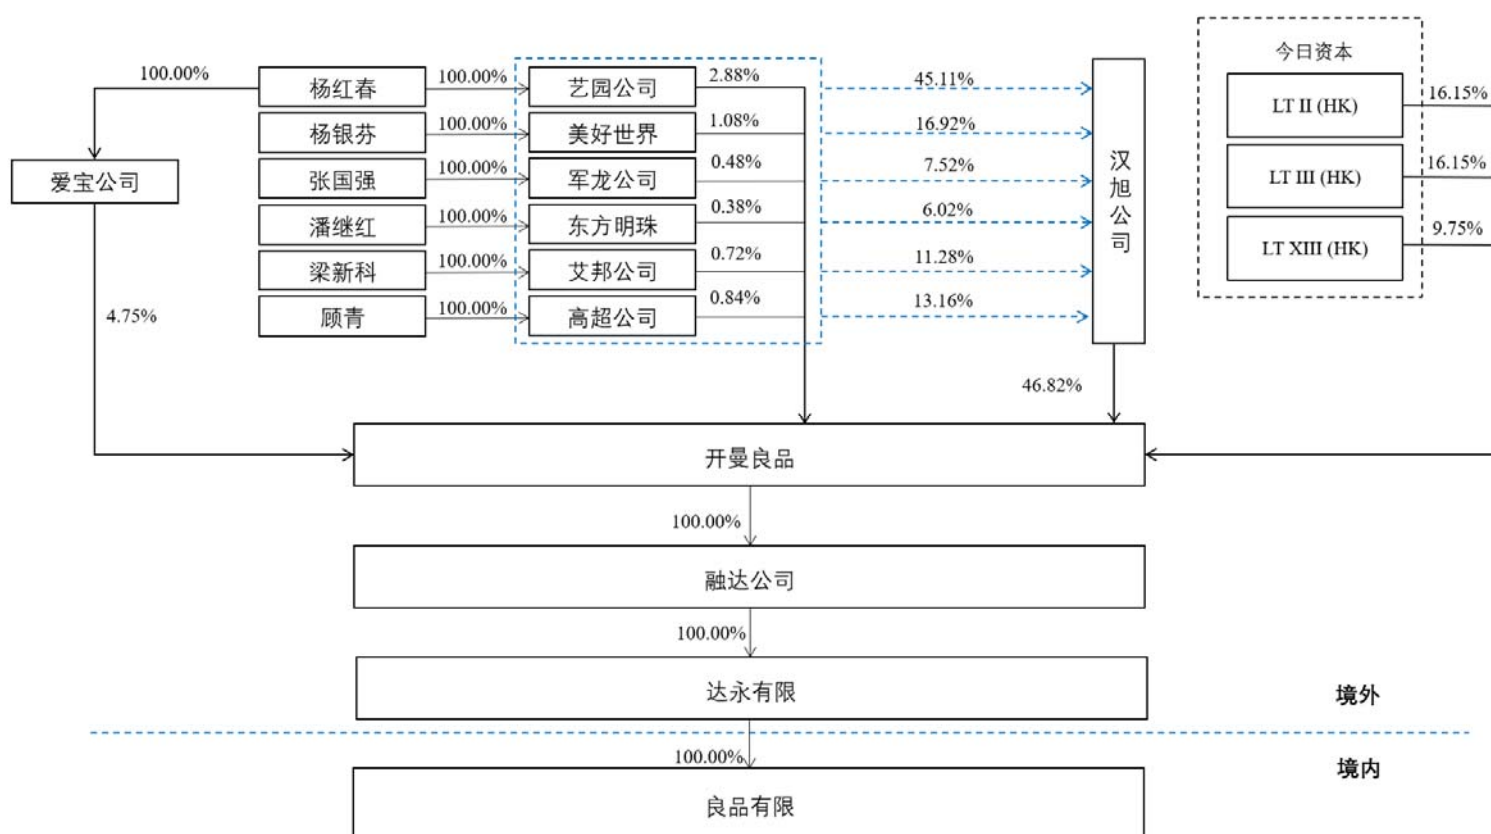 今日资本
100.00%
杨红春
100.00%
艺园公司
2.88%
45.11%
LT II (HK)
16.15%
杨银芬
100.00%
美好世界
1.08%
16.92%
爱宝公司
张国强
100.00%
军龙公司
0.48%
7.52%
汉旭公司
LT III (HK)
16.15%
潘继红
100.00%
东方明珠
0.38%
6.02%
LT XIII (HK)
9.75%
梁新科
100.00%
艾邦公司
0.72%
11.28%
4.75%
顾青
100.00%
高超公司
0.84%
13.16%
46.82%
开曼良品
100.00%
融达公司
100.00%
达永有限
境外
100.00%
境内
良品有限